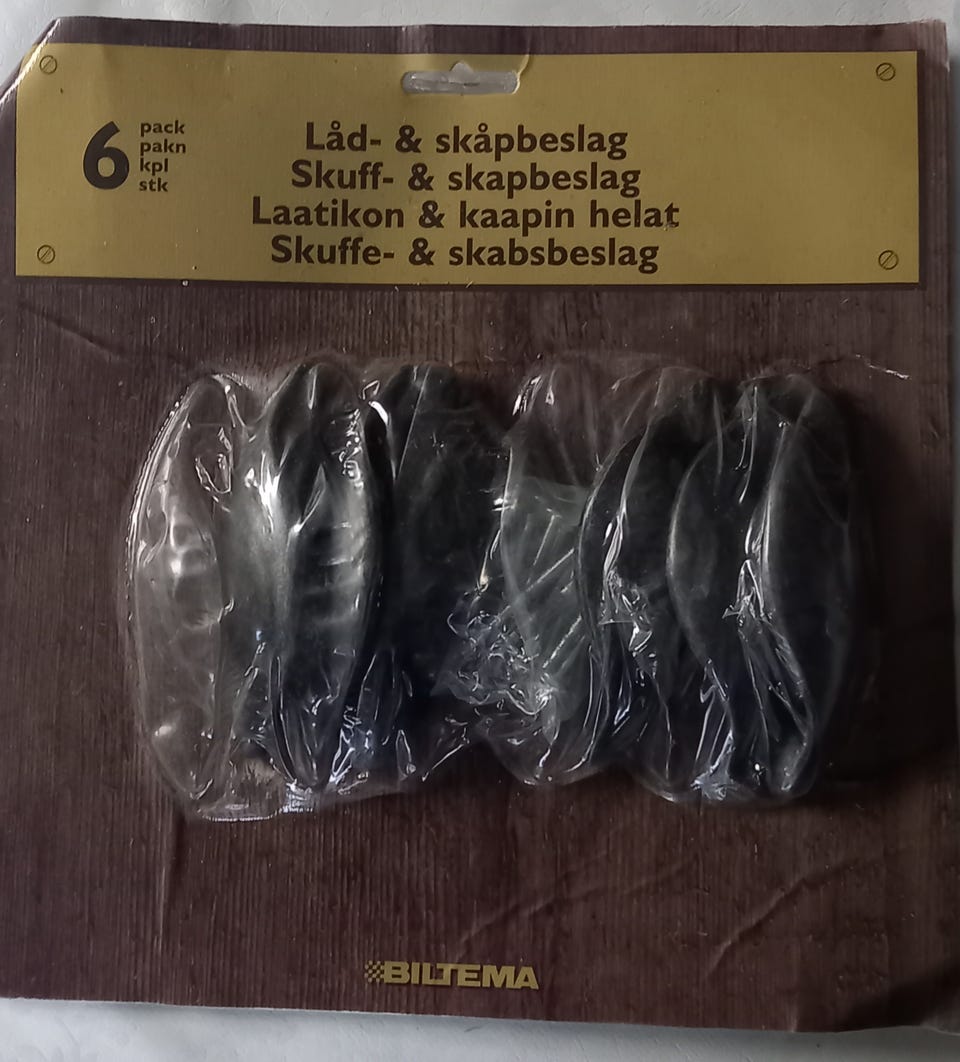 6
pack
pakn
kpl
stk
Låd- & skåpbeslag
Skuff- & skapbeslag
Laatikon & kaapin helat
Skuffe- & skabsbeslag
BILTEMA